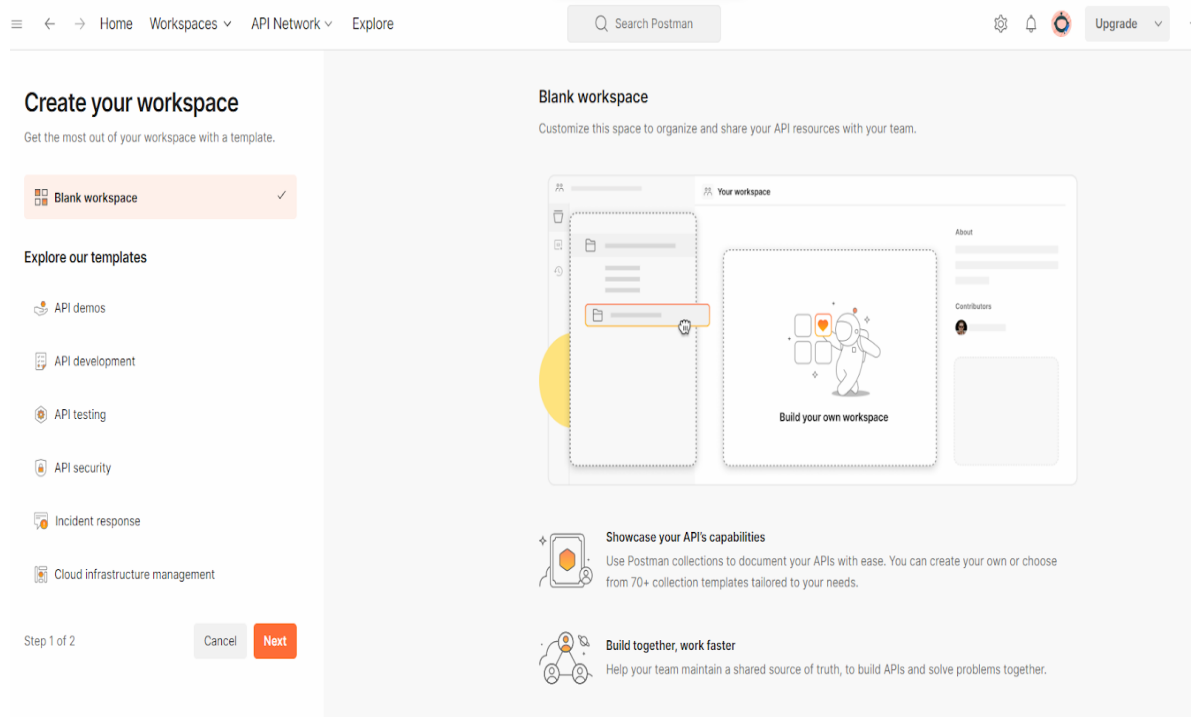 Home Workspaces API Network Explore Search Postman Upgrade
Create your workspace
Get the most out of your workspace with a template.
Blank workspace
Explore our templates
API demos
API development
API testing
API security
Incident response
Cloud infrastructure management
Step 1 of 2 Cancel Next
Blank workspace
Customize this space to organize and share your API resources with your team.
Your workspace
About
Contributors
Build your own workspace
Showcase your API's capabilities
Use Postman collections to document your APIs with ease. You can create your own or choose
from 70+ collection templates tailored to your needs.
Build together, work faster
Help your team maintain a shared source of truth, to build APIs and solve problems together.